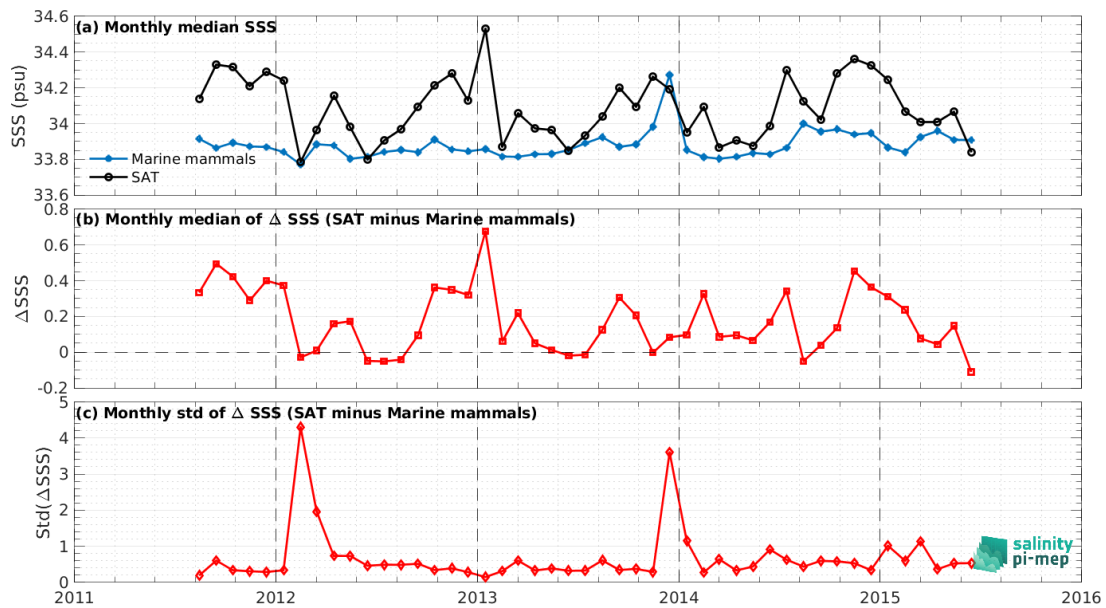 34.6
34.4
34.2
34
33.8
33.6
SSS (psu)
(a) Monthly median SSS
Marine mammals
SAT
0.8
0.6
0.4
0.2
0
-0.2
ΔSSS
(b) Monthly median of Δ SSS (SAT minus Marine mammals)
5
4
3
2
1
0
Std(ΔSSS)
(c) Monthly std of Δ SSS (SAT minus Marine mammals)
salinity
pi-mep
2011 2012 2013 2014 2015 2016